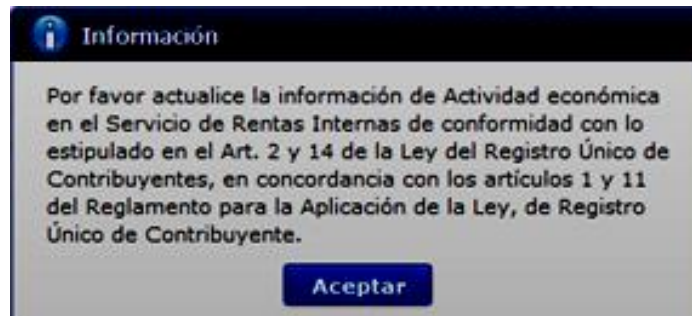 Información
Por favor actualice la información de Actividad económica
en el Servicio de Rentas Internas de conformidad con lo
estipulado en el Art. 2 y 14 de la Ley del Registro Único de
Contribuyentes, en concordancia con los artículos 1 y 11
del Reglamento para la Aplicación de la Ley, de Registro
Único de Contribuyente.
Aceptar